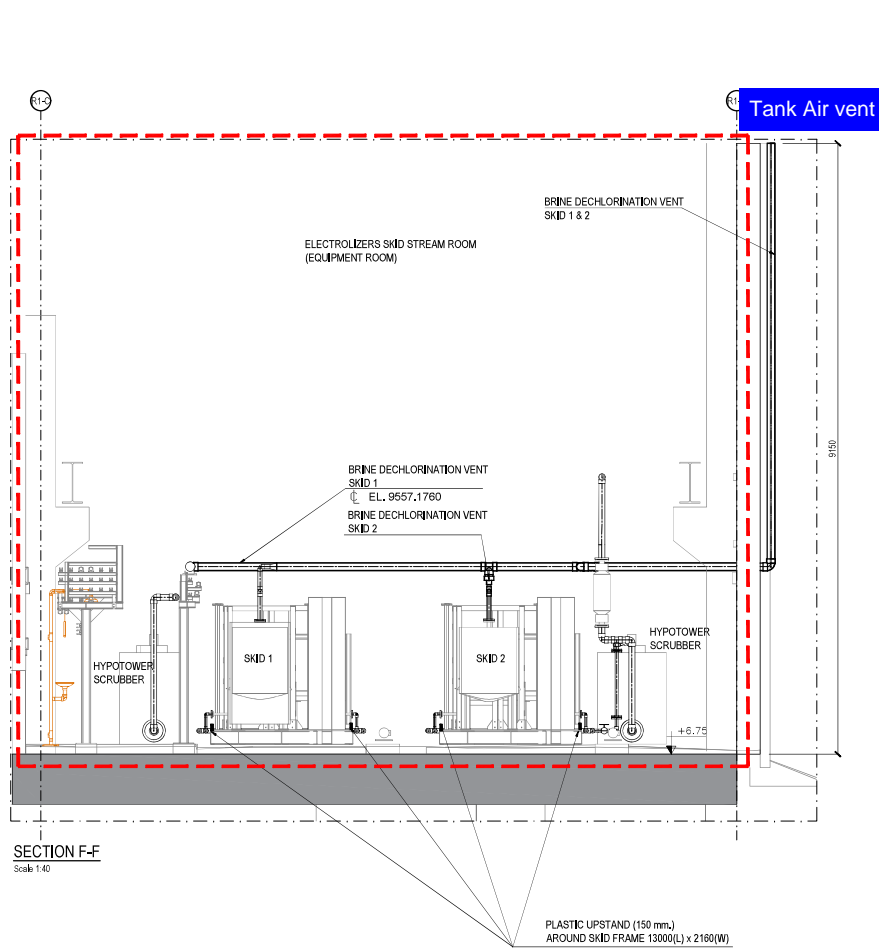 R1-C
Tank Air vent
BRINE DECHLORINATION VENT
SKID 1 & 2
ELECTROLIZERS SKID STREAM ROOM
(EQUIPMENT ROOM)
9150
BRINE DECHLORINATION VENT
SKID 1
℄ EL. 9557.1760
BRINE DECHLORINATION VENT
SKID 2
HYPOTOWER
SCRUBBER
SKID 1
SKID 2
HYPOTOWER
SCRUBBER
+6.75
SECTION F-F
Scale 1:40
PLASTIC UPSTAND (150 mm.)
AROUND SKID FRAME 13000(L) x 2160(W)